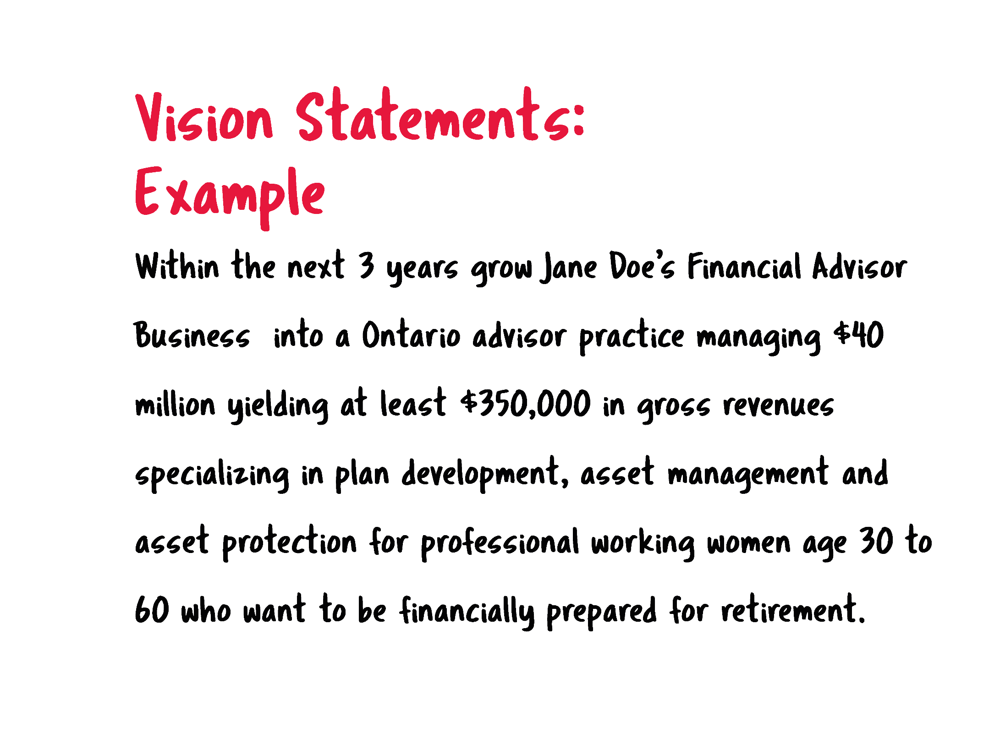 Vision Statements:
Example
Within the next 3 years grow Jane Doe's Financial Advisor
Business into a Ontario advisor practice managing $40
million yielding at least $350,000 in gross revenues
specializing in plan development, asset management and
asset protection for professional working women age 30 to
60 who want to be financially prepared for retirement.